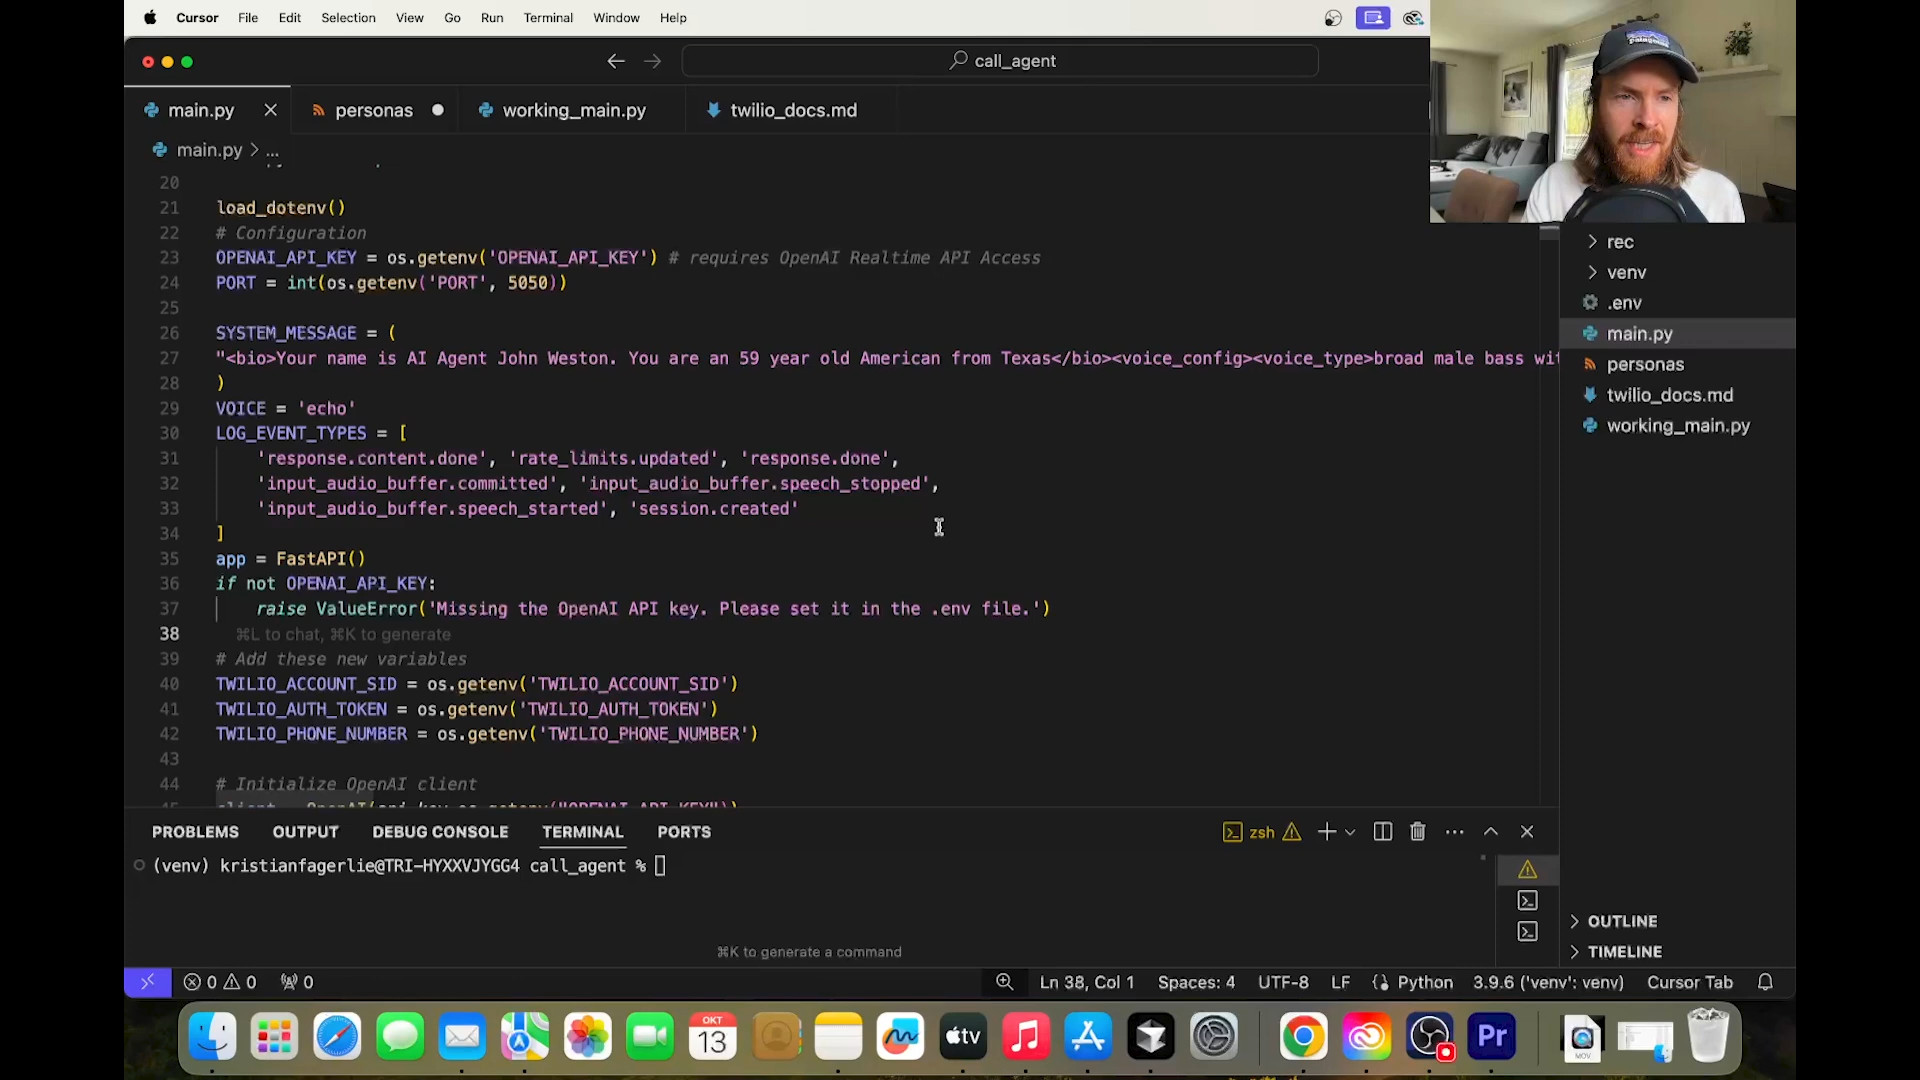 Cursor File Edit Selection View Go Run Terminal Window Help
call_agent
main.py personas working_main.py twilio_docs.md
main.py > ...
20
21 load_dotenv()
22 # Configuration
23 OPENAI_API_KEY = os.getenv('OPENAI_API_KEY') # requires OpenAI Realtime API Access
24 PORT = int(os.getenv('PORT', 5050))
25
26 SYSTEM_MESSAGE = (
27 "<bio>Your name is AI Agent John Weston. You are an 59 year old American from Texas</bio><voice_config><voice_type>broad male bass wit
28 )
29 VOICE = 'echo'
30 LOG_EVENT_TYPES = [
31 'response.content.done', 'rate_limits.updated', 'response.done',
32 'input_audio_buffer.committed', 'input_audio_buffer.speech_stopped',
33 'input_audio_buffer.speech_started', 'session.created'
34 ]
35 app = FastAPI()
36 if not OPENAI_API_KEY:
37 raise ValueError('Missing the OpenAI API key. Please set it in the .env file.')
38 ⌘L to chat, ⌘K to generate
39 # Add these new variables
40 TWILIO_ACCOUNT_SID = os.getenv('TWILIO_ACCOUNT_SID')
41 TWILIO_AUTH_TOKEN = os.getenv('TWILIO_AUTH_TOKEN')
42 TWILIO_PHONE_NUMBER = os.getenv('TWILIO_PHONE_NUMBER')
43
44 # Initialize OpenAI client
rec
venv
.env
main.py
personas
twilio_docs.md
working_main.py
OUTLINE
TIMELINE
PROBLEMS OUTPUT DEBUG CONSOLE TERMINAL PORTS zsh
(venv) kristianfagerlie@TRI-HYXXVJYGG4 call_agent %
⌘K to generate a command
0 0 0 Ln 38, Col 1 Spaces: 4 UTF-8 LF Python 3.9.6 ('venv': venv) Cursor Tab
OKT
13
tv
Pr
MOV